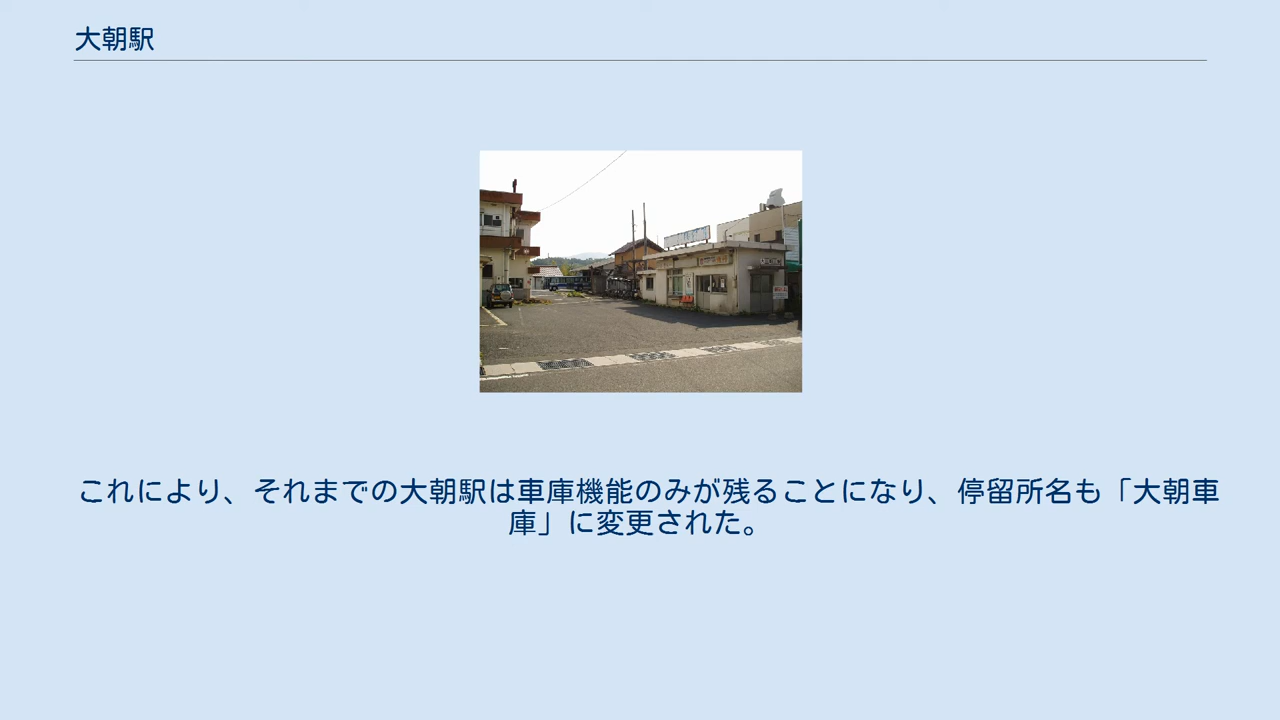 大朝駅
これにより、それまでの大朝駅は車庫機能のみが残ることになり、停留所名も「大朝車
庫」に変更された。